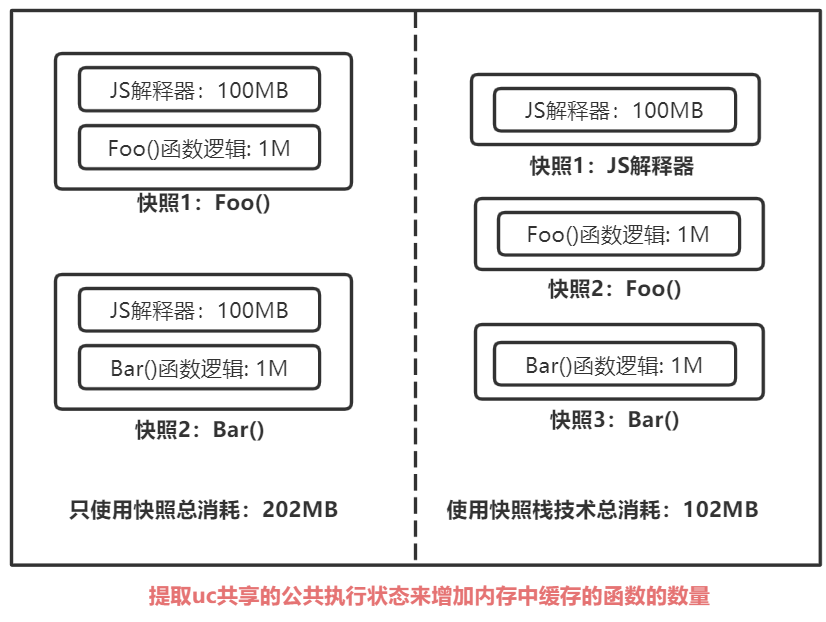 JS解释器：100MB
Foo()函数逻辑: 1M
快照1：Foo()
JS解释器：100MB
Bar()函数逻辑: 1M
快照2：Bar()
只使用快照总消耗：202MB
JS解释器：100MB
快照1：JS解释器
Foo()函数逻辑: 1M
快照2：Foo()
Bar()函数逻辑: 1M
快照3：Bar()
使用快照栈技术总消耗：102MB
提取uc共享的公共执行状态来增加内存中缓存的函数的数量